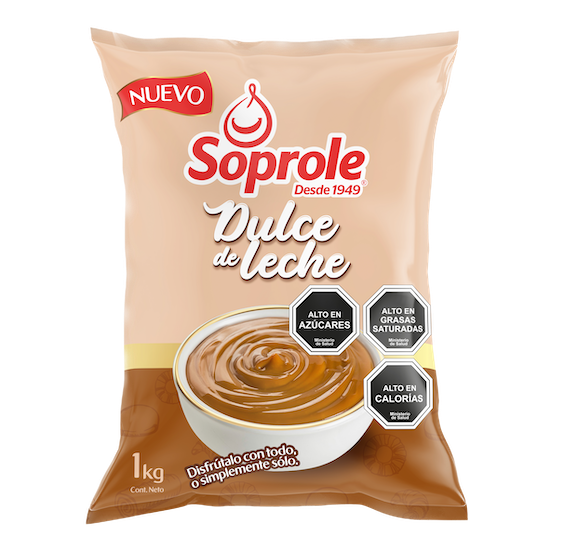 NUEVO
Soprole
Desde 1949
Dulce
de leche
ALTO EN
AZÚCARES
Ministerio
de Salud
ALTO EN
GRASAS
SATURADAS
Ministerio
de Salud
ALTO EN
CALORÍAS
Ministerio
de Salud
Disfrútalo con todo,
o simplemente sólo.
1kg
Cont. Neto